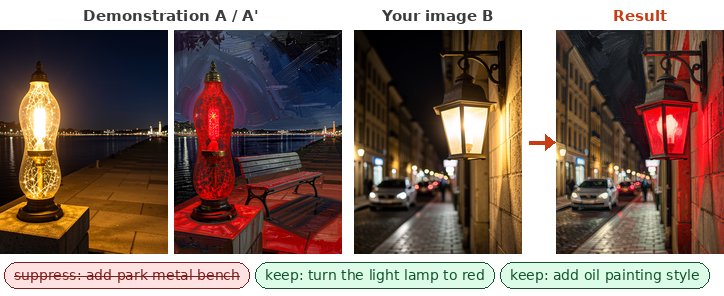 Demonstration A / A'
Your image B
Result
suppress: add park metal bench
keep: turn the light lamp to red
keep: add oil painting style